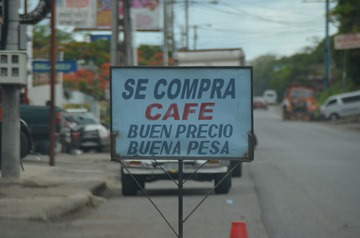 SE COMPRA
CAFE
BUEN PRECIO
BUENA PESA